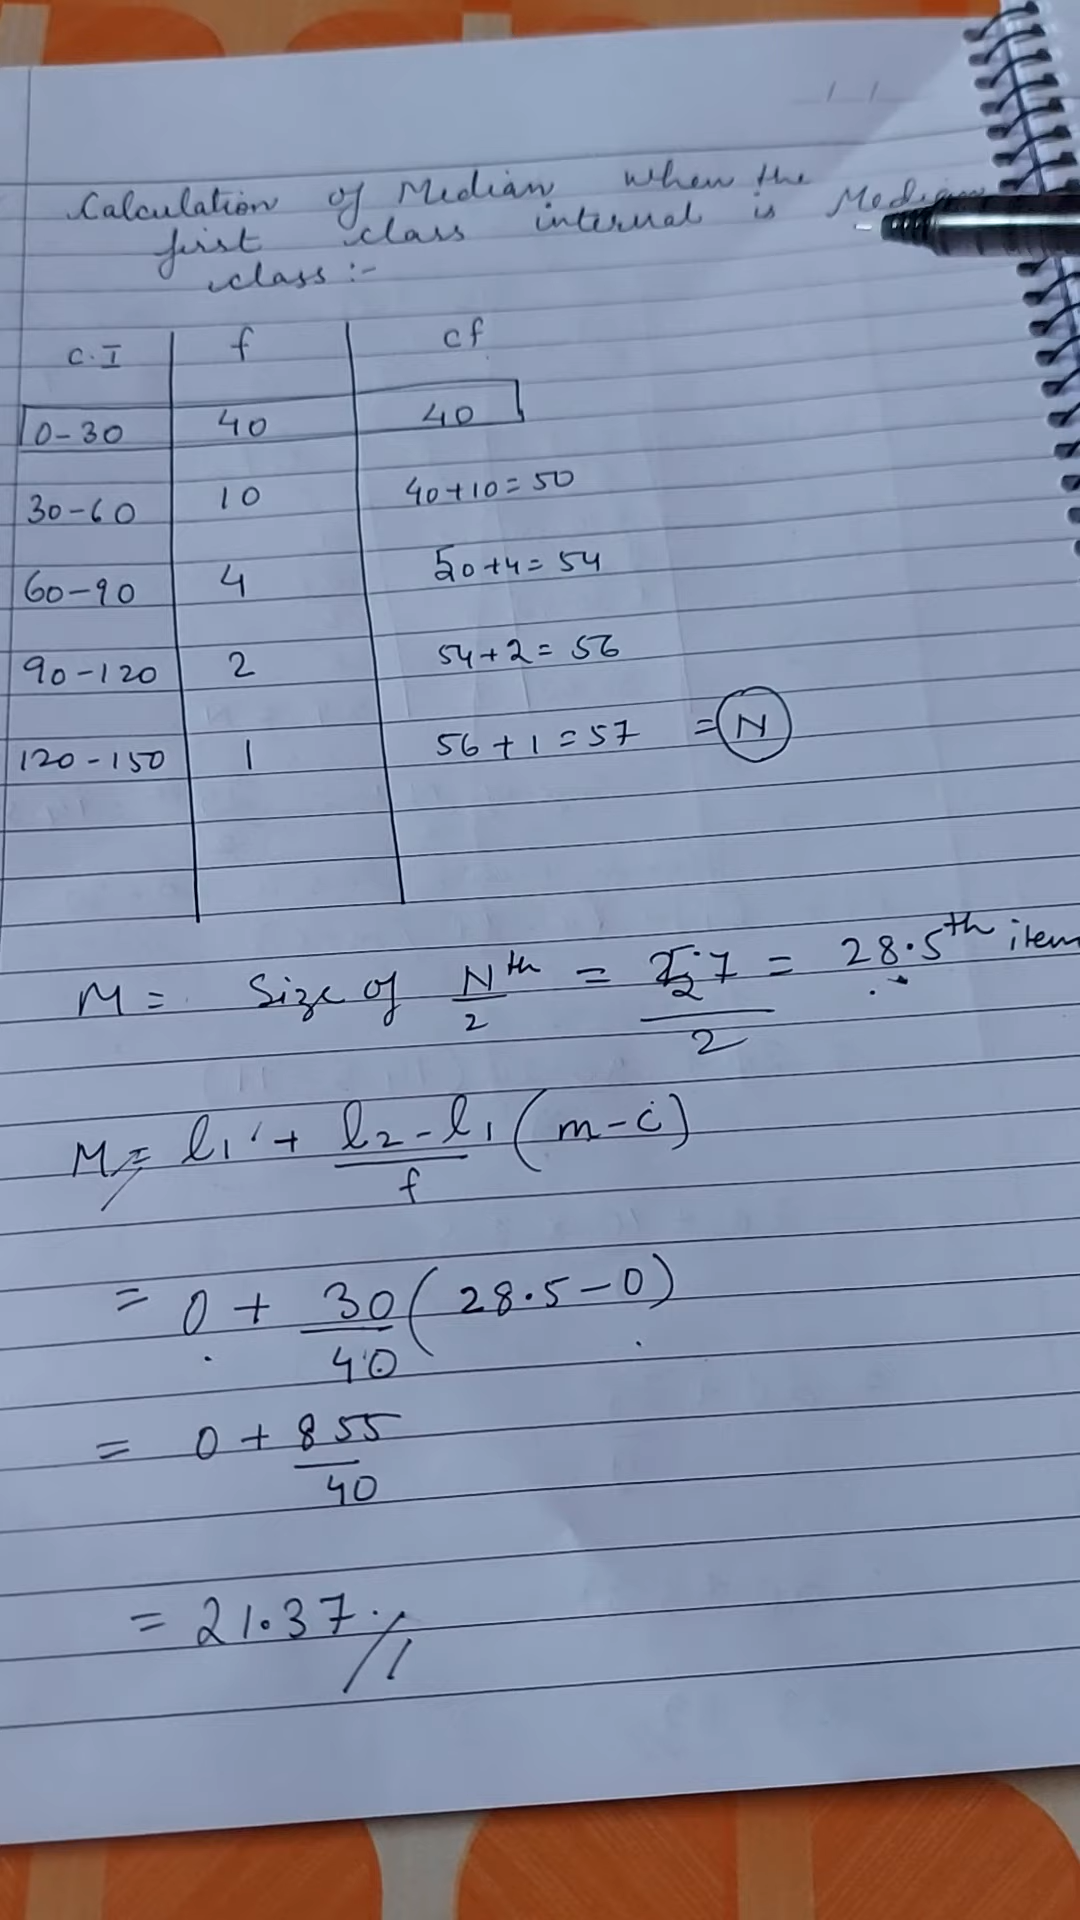 Calculation of Median when the
first class interval is Median
class :-
C.I f cf
0-30 40 40
30-60 10 40+10=50
60-90 4 50+4=54
90-120 2 54+2=56
120-150 1 56+1=57 = N
M = Size of N/2 th = 57/2 = 28.5th item
M = l₁ + l₂-l₁/f (m-c)
= 0 + 30/40 (28.5-0)
= 0 + 855/40
= 21.37